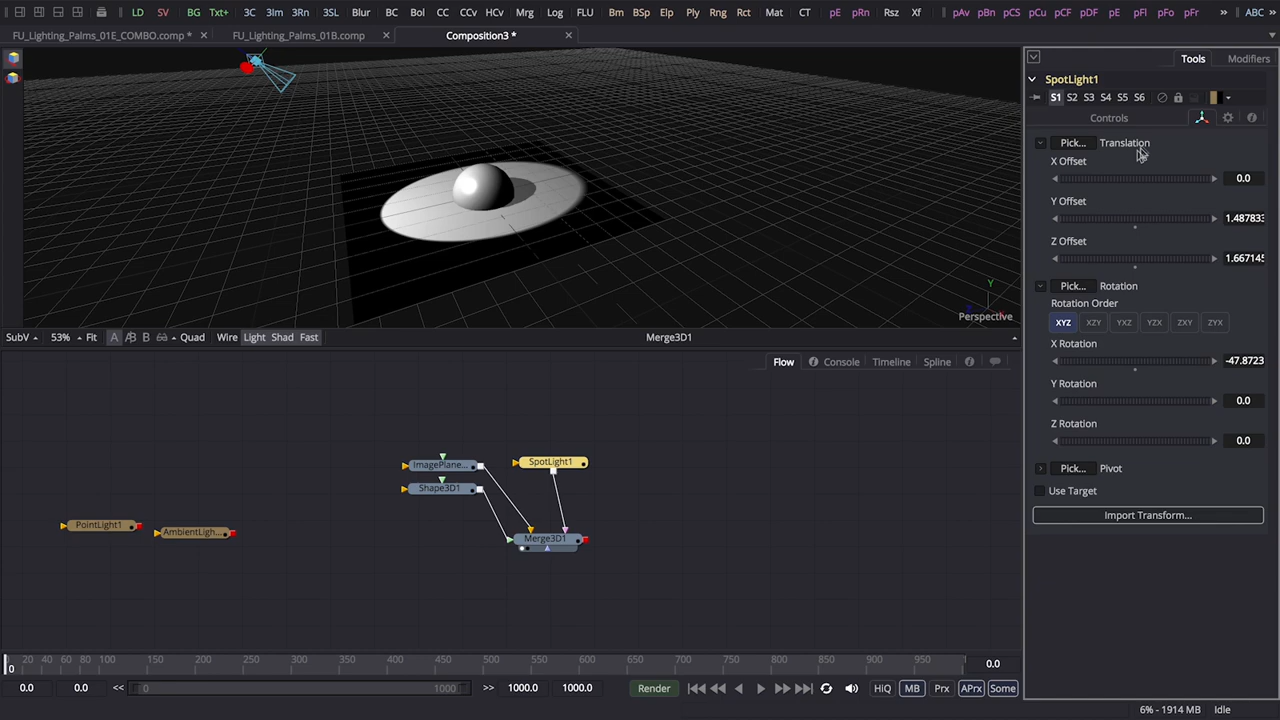 LD SV BG Txt+ 3C 3Im 3Rn 3SL Blur BC Bol CC CCv HCv Mrg Log FLU Bm BSp Elp Ply Rng Rct Mat CT pE pRn Rsz Xf pAv pBn pCS pCu pCF pDF pE pFl pFo pFr >> ABC >>
FU_Lighting_Palms_01E_COMBO.comp *
FU_Lighting_Palms_01B.comp
Composition3 *
Y
Perspective
SubV 53% Fit A A/B B Quad Wire Light Shad Fast Merge3D1
Flow Console Timeline Spline
ImagePlane...
SpotLight1
Shape3D1
PointLight1
AmbientLigh...
Merge3D1
0 20 40 60 80 100 150 200 250 300 350 400 450 500 550 600 650 700 750 800 850 900 950 0.0
0
0.0 0.0 << 0 1000 >> 1000.0 1000.0 Render HiQ MB Prx APrx Some
6% - 1914 MB Idle
Tools Modifiers
SpotLight1
S1 S2 S3 S4 S5 S6
Controls
Pick... Translation
X Offset
0.0
Y Offset
1.487833
Z Offset
1.667145
Pick... Rotation
Rotation Order
XYZ XZY YXZ YZX ZXY ZYX
X Rotation
-47.8723
Y Rotation
0.0
Z Rotation
0.0
Pick... Pivot
Use Target
Import Transform...